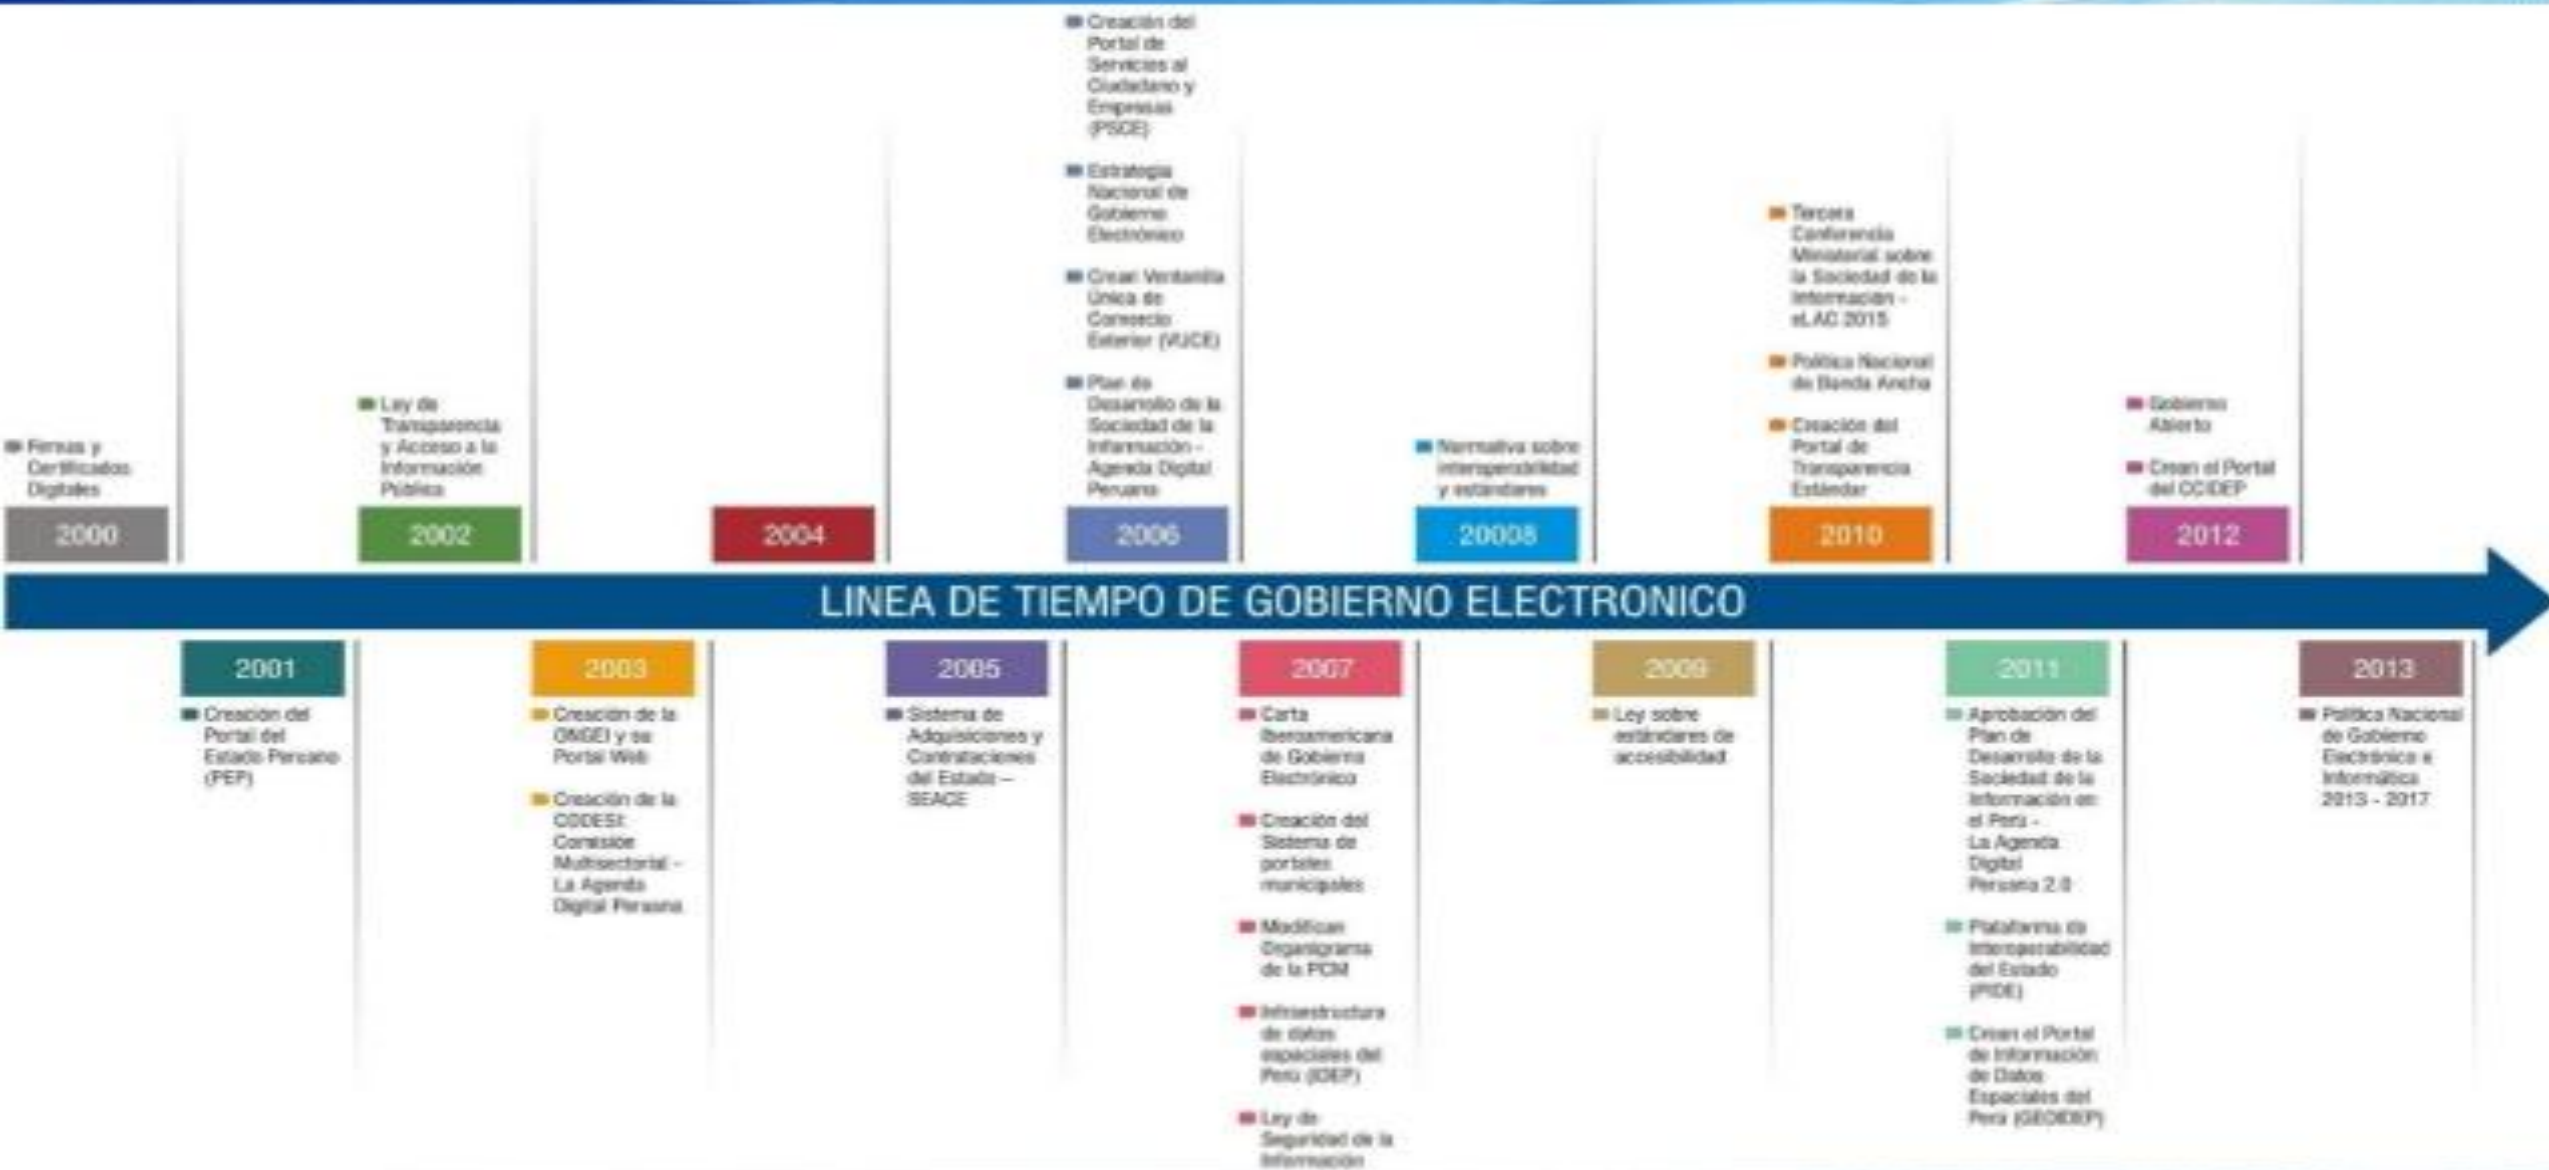 Firmas y
Certificados
Digitales
2000
Ley de
Transparencia
y Acceso a la
Información
Pública
2002
2004
Creación del
Portal de
Servicios al
Ciudadano y
Empresas
(PSCE)
Estrategia
Nacional de
Gobierno
Electrónico
Crean Ventanilla
Única de
Comercio
Exterior (VUCE)
Plan de
Desarrollo de la
Sociedad de la
Información -
Agenda Digital
Peruana
2006
Normativa sobre
interoperabilidad
y estándares
20008
Tercera
Conferencia
Ministerial sobre
la Sociedad de la
Información -
eLAC 2015
Política Nacional
de Banda Ancha
Creación del
Portal de
Transparencia
Estándar
2010
Gobierno
Abierto
Crean el Portal
del CCIDEP
2012
LINEA DE TIEMPO DE GOBIERNO ELECTRONICO
2001
Creación del
Portal del
Estado Peruano
(PEP)
2003
Creación de la
ONGEI y su
Portal Web
Creación de la
CODESI:
Comisión
Multisectorial -
La Agenda
Digital Peruana
2005
Sistema de
Adquisiciones y
Contrataciones
del Estado –
SEACE
2007
Carta
Iberoamericana
de Gobierno
Electrónico
Creación del
Sistema de
portales
municipales
Modifican
Organigrama
de la PCM
Infraestructura
de datos
espaciales del
Perú (IDEP)
Ley de
Seguridad de la
Información
2009
Ley sobre
estándares de
accesibilidad
2011
Aprobación del
Plan de
Desarrollo de la
Sociedad de la
Información en
el Perú -
La Agenda
Digital
Peruana 2.0
Plataforma de
Interoperabilidad
del Estado
(PIDE)
Crean el Portal
de Información
de Datos
Espaciales del
Perú (GEOIDEP)
2013
Política Nacional
de Gobierno
Electrónico e
Informática
2013 - 2017